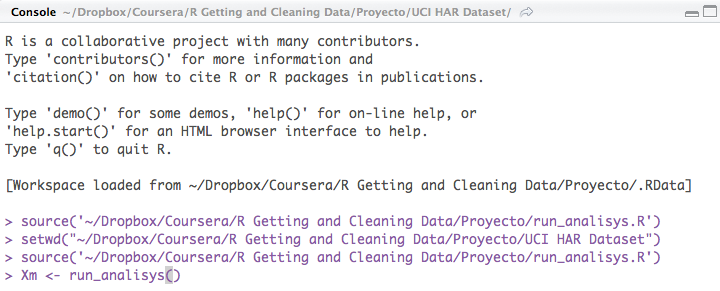 Console ~/Dropbox/Coursera/R Getting and Cleaning Data/Proyecto/UCI HAR Dataset/
R is a collaborative project with many contributors.
Type 'contributors()' for more information and
'citation()' on how to cite R or R packages in publications.
Type 'demo()' for some demos, 'help()' for on-line help, or
'help.start()' for an HTML browser interface to help.
Type 'q()' to quit R.
[Workspace loaded from ~/Dropbox/Coursera/R Getting and Cleaning Data/Proyecto/.RData]
> source('~/Dropbox/Coursera/R Getting and Cleaning Data/Proyecto/run_analisys.R')
> setwd("~/Dropbox/Coursera/R Getting and Cleaning Data/Proyecto/UCI HAR Dataset")
> source('~/Dropbox/Coursera/R Getting and Cleaning Data/Proyecto/run_analisys.R')
> Xm <- run_analisys()